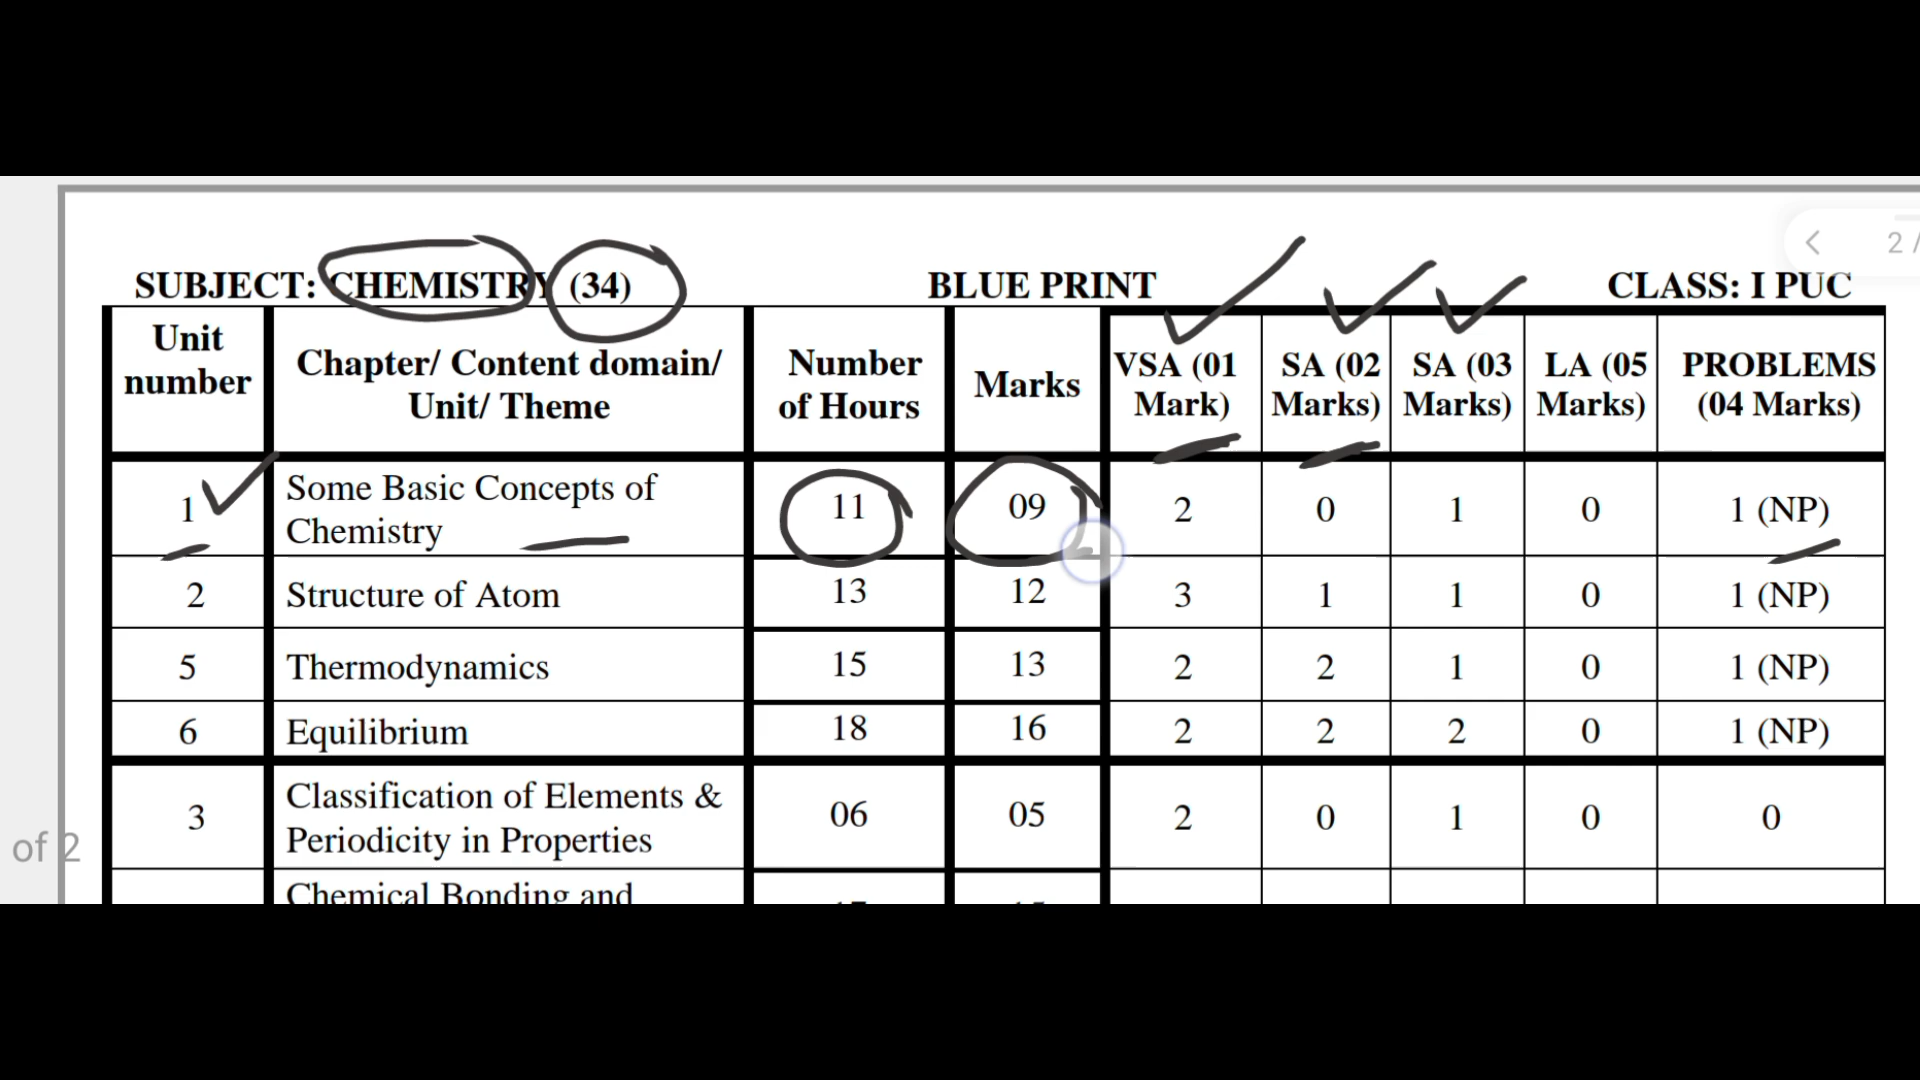 2 /
SUBJECT: CHEMISTRY (34) BLUE PRINT CLASS: I PUC
Unit number Chapter/ Content domain/ Unit/ Theme Number of Hours Marks VSA (01 Mark) SA (02 Marks) SA (03 Marks) LA (05 Marks) PROBLEMS (04 Marks)
1 Some Basic Concepts of Chemistry 11 09 2 0 1 0 1 (NP)
2 Structure of Atom 13 12 3 1 1 0 1 (NP)
5 Thermodynamics 15 13 2 2 1 0 1 (NP)
6 Equilibrium 18 16 2 2 2 0 1 (NP)
3 Classification of Elements & Periodicity in Properties 06 05 2 0 1 0 0
of 2
Chemical Bonding and